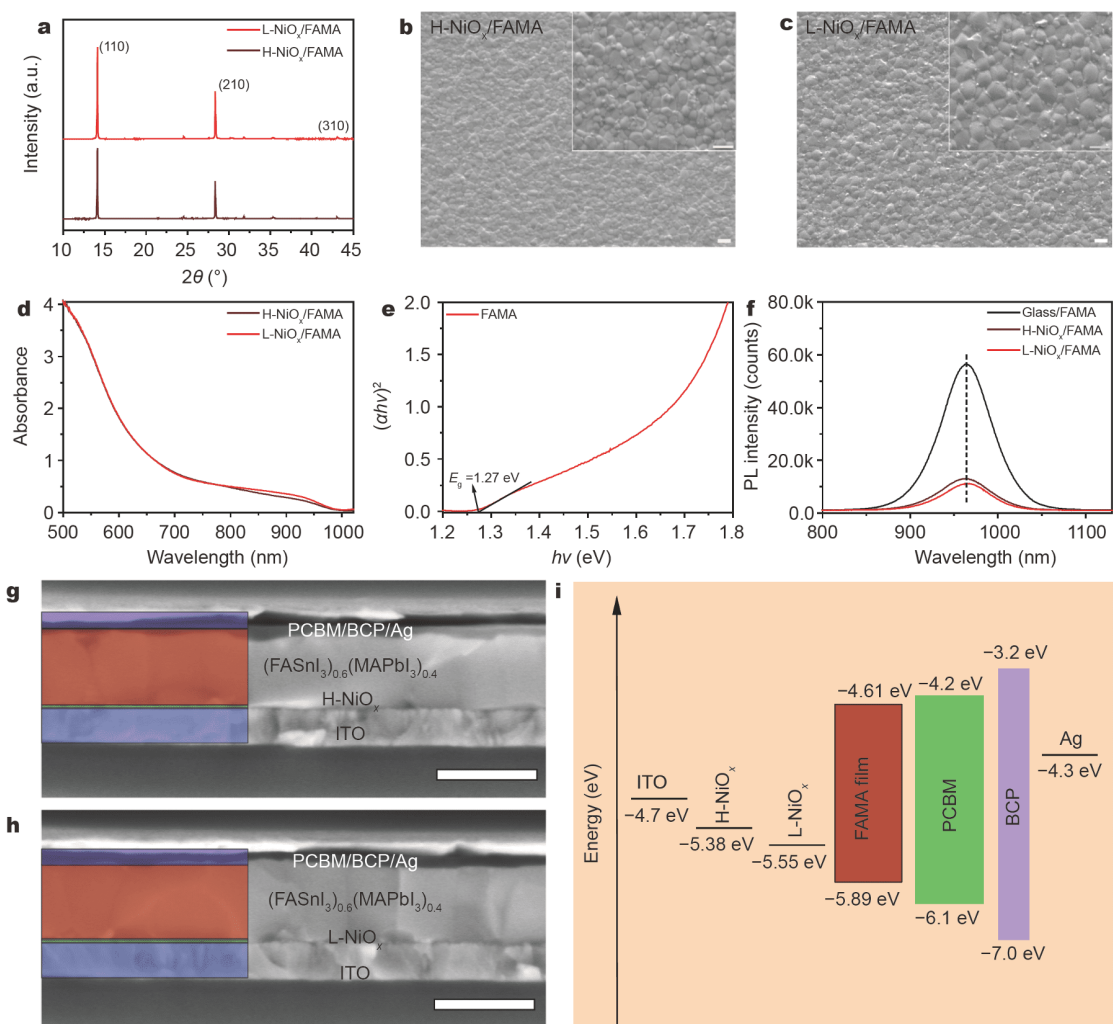 a
L-NiOₓ/FAMA
H-NiOₓ/FAMA
(110)
(210)
(310)
Intensity (a.u.)
10 15 20 25 30 35 40 45
2θ (°)
b
H-NiOₓ/FAMA
c
L-NiOₓ/FAMA
d
H-NiOₓ/FAMA
L-NiOₓ/FAMA
Absorbance
4
3
2
1
0
500 600 700 800 900 1000
Wavelength (nm)
e
FAMA
(αhν)²
2.0
1.5
1.0
0.5
0.0
E_g =1.27 eV
1.2 1.3 1.4 1.5 1.6 1.7 1.8
hν (eV)
f
Glass/FAMA
H-NiOₓ/FAMA
L-NiOₓ/FAMA
PL intensity (counts)
80.0k
60.0k
40.0k
20.0k
0.0
800 900 1000 1100
Wavelength (nm)
g
PCBM/BCP/Ag
(FASnI₃)₀.₆(MAPbI₃)₀.₄
H-NiOₓ
ITO
h
PCBM/BCP/Ag
(FASnI₃)₀.₆(MAPbI₃)₀.₄
L-NiOₓ
ITO
i
Energy (eV)
ITO
−4.7 eV
H-NiOₓ
−5.38 eV
L-NiOₓ
−5.55 eV
−4.61 eV
FAMA film
−5.89 eV
−4.2 eV
PCBM
−6.1 eV
−3.2 eV
BCP
−7.0 eV
Ag
−4.3 eV